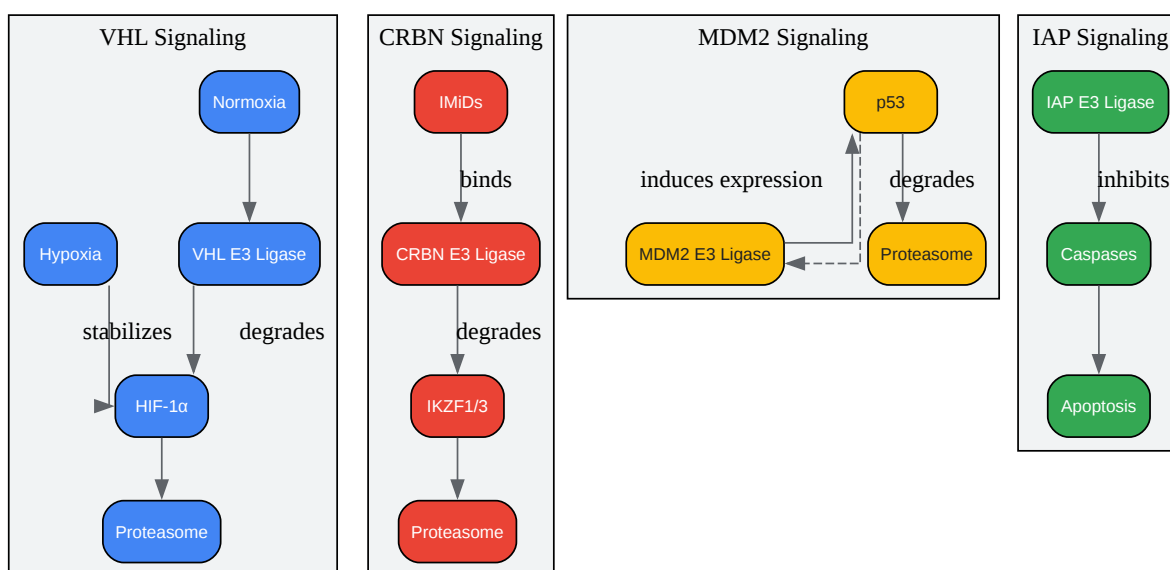 VHL Signaling
Normoxia
Hypoxia
VHL E3 Ligase
stabilizes
degrades
HIF-1α
Proteasome
CRBN Signaling
IMiDs
binds
CRBN E3 Ligase
degrades
IKZF1/3
Proteasome
MDM2 Signaling
p53
induces expression
degrades
MDM2 E3 Ligase
Proteasome
IAP Signaling
IAP E3 Ligase
inhibits
Caspases
Apoptosis